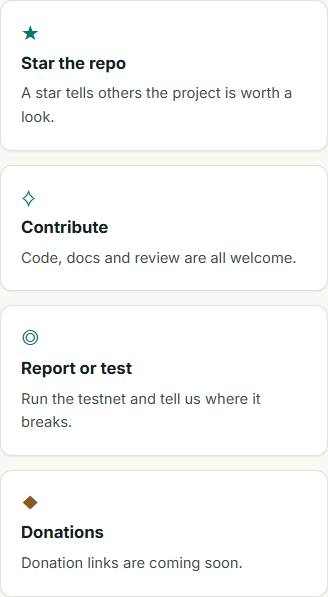 Star the repo
A star tells others the project is worth a
look.
Contribute
Code, docs and review are all welcome.
Report or test
Run the testnet and tell us where it
breaks.
Donations
Donation links are coming soon.